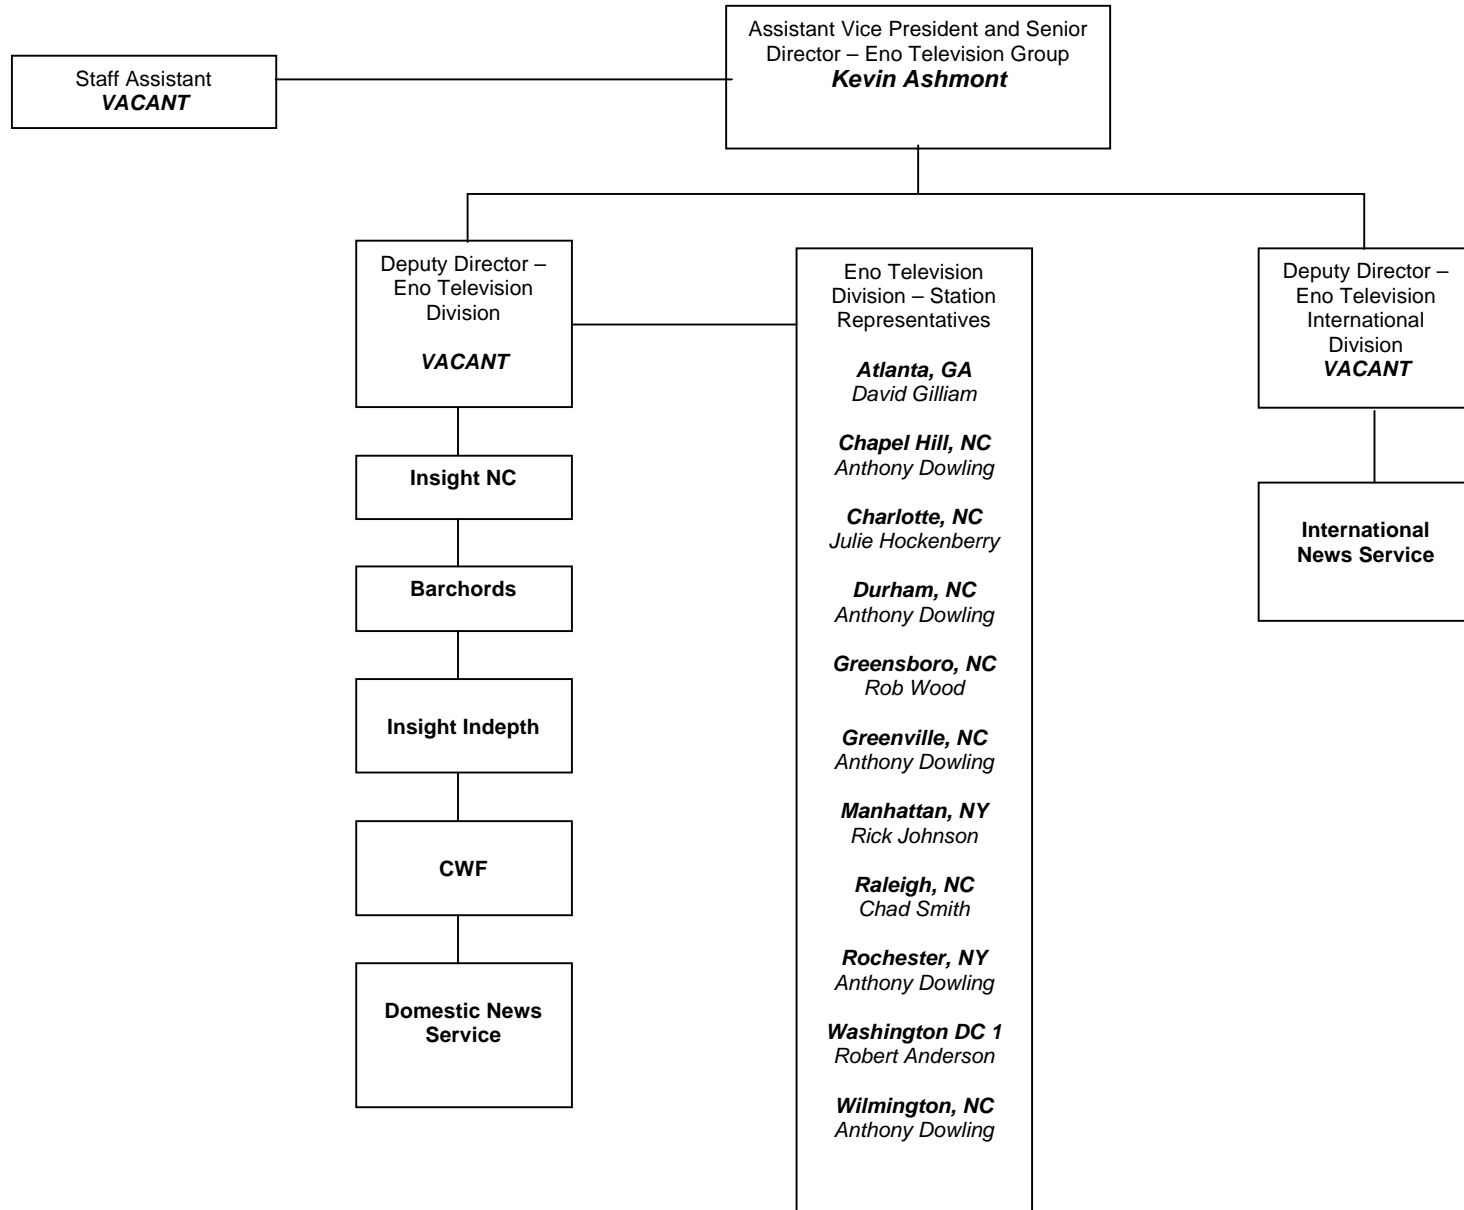 Assistant Vice President and Senior
Director – Eno Television Group
Kevin Ashmont
Staff Assistant
VACANT
Deputy Director –
Eno Television
Division
VACANT
Insight NC
Barchords
Insight Indepth
CWF
Domestic News
Service
Eno Television
Division – Station
Representatives
Atlanta, GA
David Gilliam
Chapel Hill, NC
Anthony Dowling
Charlotte, NC
Julie Hockenberry
Durham, NC
Anthony Dowling
Greensboro, NC
Rob Wood
Greenville, NC
Anthony Dowling
Manhattan, NY
Rick Johnson
Raleigh, NC
Chad Smith
Rochester, NY
Anthony Dowling
Washington DC 1
Robert Anderson
Wilmington, NC
Anthony Dowling
Deputy Director –
Eno Television
International
Division
VACANT
International
News Service